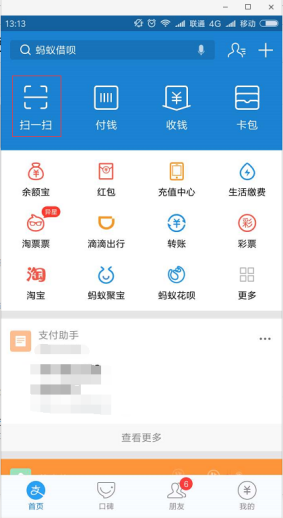 13:13 联通 4G 移动
蚂蚁借呗
扫一扫 付钱 收钱 卡包
余额宝 红包 充值中心 生活缴费
淘票票 滴滴出行 转账 彩票
淘宝 蚂蚁聚宝 蚂蚁花呗 更多
支付助手
查看更多
6
首页 口碑 朋友 我的